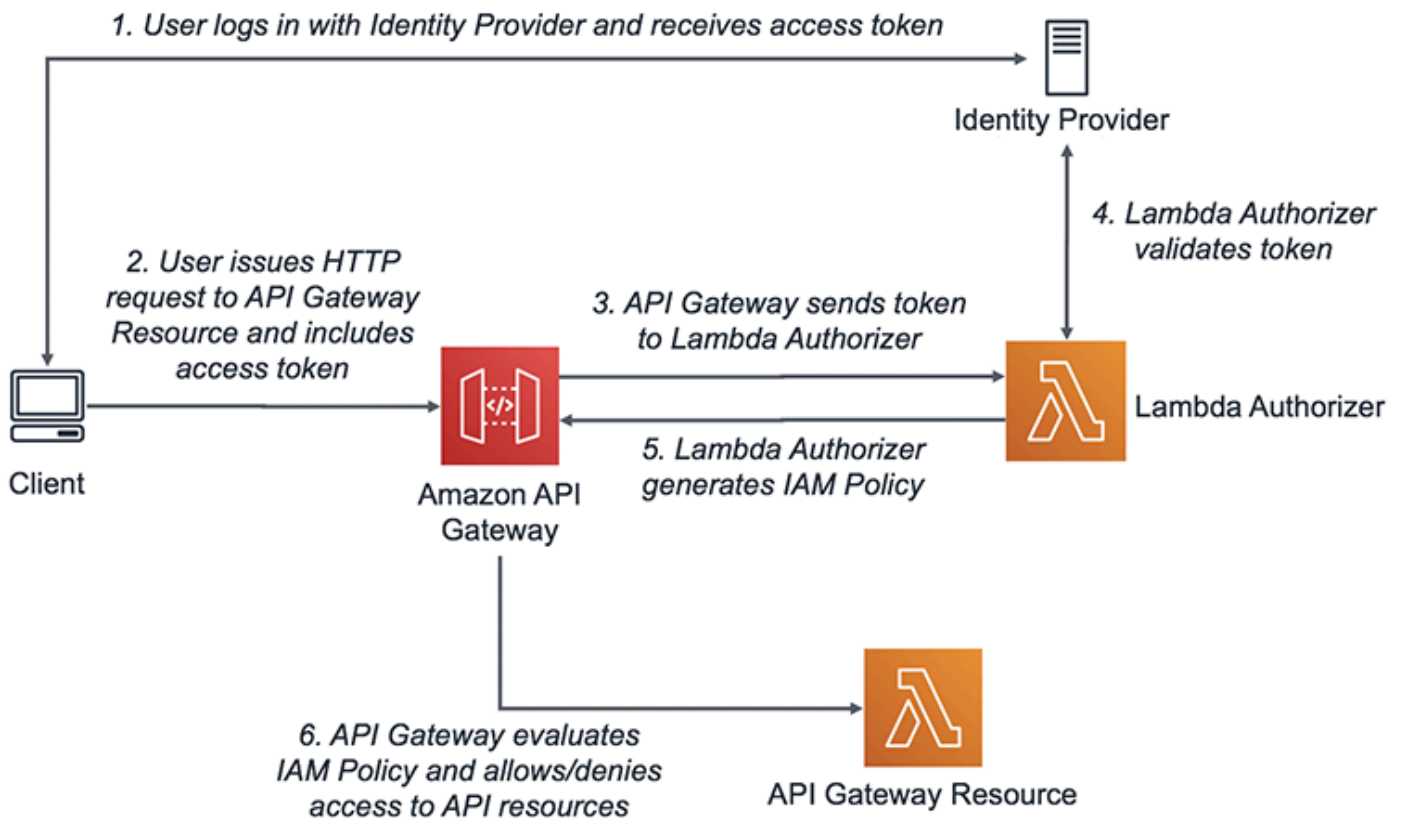 1. User logs in with Identity Provider and receives access token
Identity Provider
4. Lambda Authorizer
validates token
2. User issues HTTP
request to API Gateway
Resource and includes
access token
3. API Gateway sends token
to Lambda Authorizer
</>
Lambda Authorizer
5. Lambda Authorizer
generates IAM Policy
Client
Amazon API
Gateway
6. API Gateway evaluates
IAM Policy and allows/denies
access to API resources
API Gateway Resource